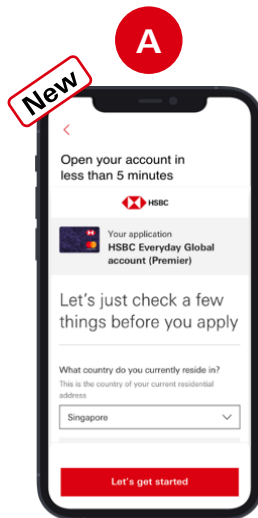 A
New
Open your account in
less than 5 minutes
HSBC
Your application
HSBC Everyday Global
account (Premier)
Let's just check a few
things before you apply
What country do you currently reside in?
This is the country of your current residential
address
Singapore
Let's get started